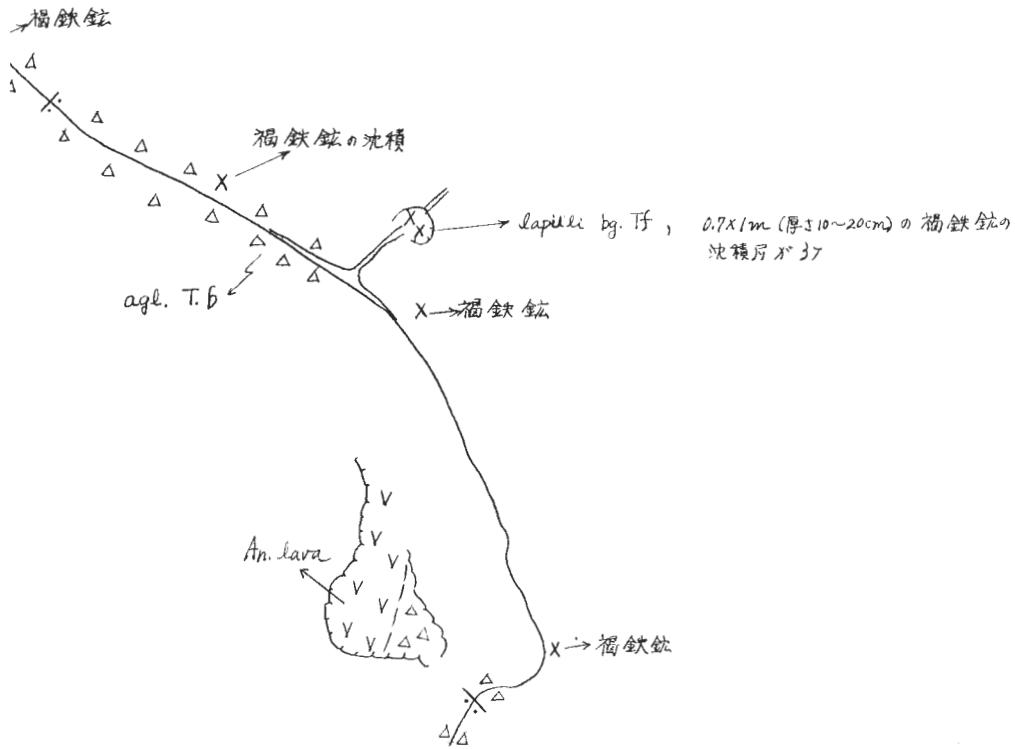 褐鉄鉱
褐鉄鉱の沈積
lapilli bg. Tf, 0.7×1m (厚さ10～20cm)の褐鉄鉱の
沈積層が3ケ
agl. T.b
褐鉄鉱
An. lava
褐鉄鉱